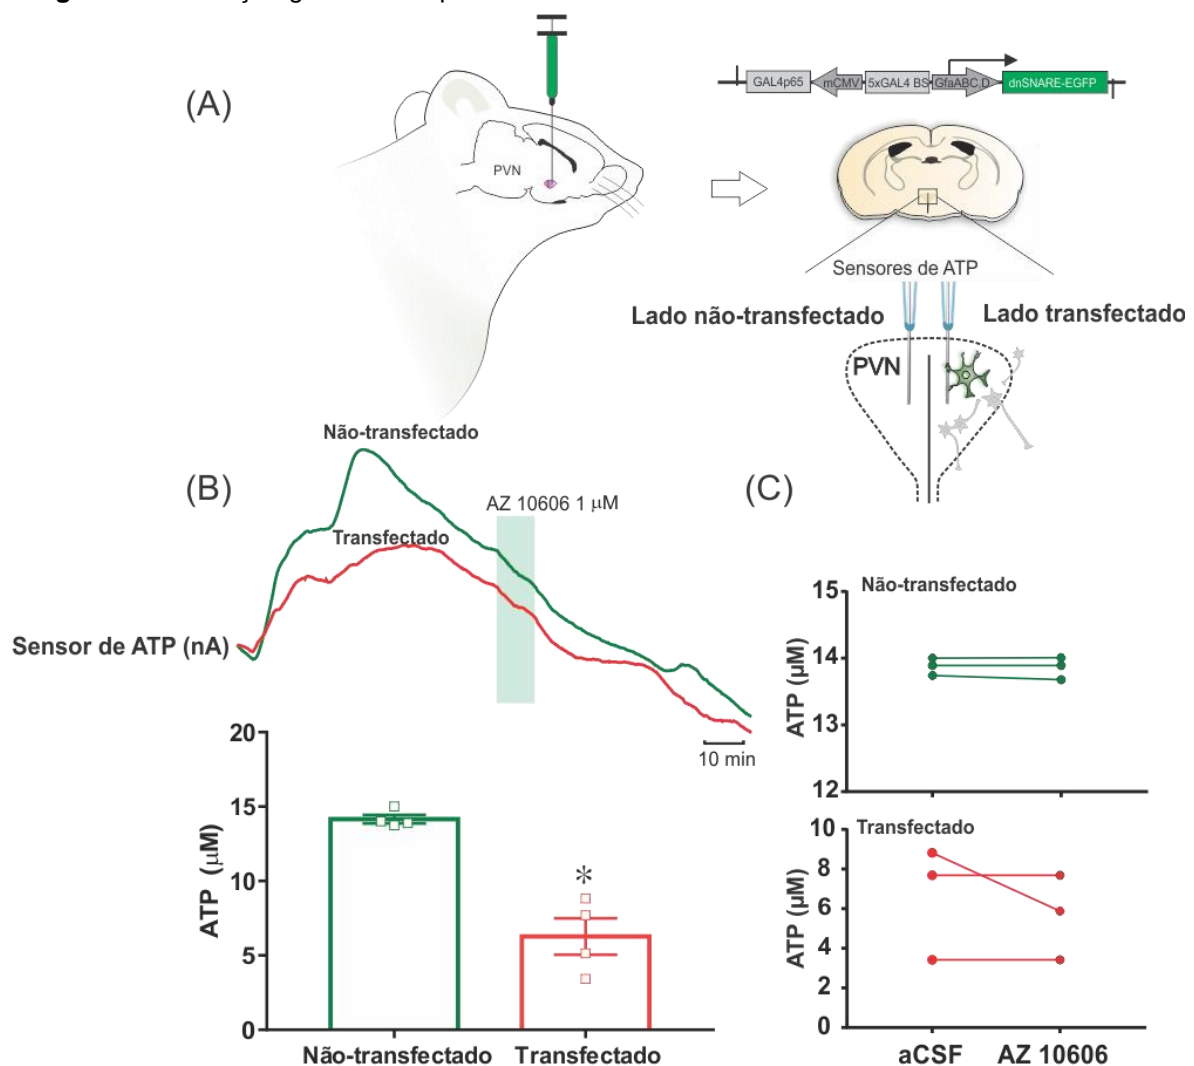 (A)
GAL4p65 mCMV 5xGAL4 BS GfaABC,D dnSNARE-EGFP
PVN
Sensores de ATP
Lado não-transfectado
Lado transfectado
PVN
(B)
Não-transfectado
AZ 10606 1 μM
Transfectado
Sensor de ATP (nA)
10 min
20
15
10
5
0
ATP (μM)
*
Não-transfectado Transfectado
(C)
Não-transfectado
15
14
13
12
ATP (μM)
Transfectado
10
8
6
4
2
0
ATP (μM)
aCSF AZ 10606